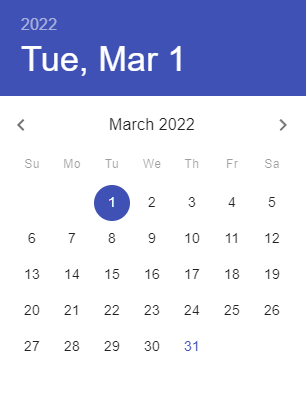 2022
Tue, Mar 1
March 2022
Su Mo Tu We Th Fr Sa
1 2 3 4 5
6 7 8 9 10 11 12
13 14 15 16 17 18 19
20 21 22 23 24 25 26
27 28 29 30 31